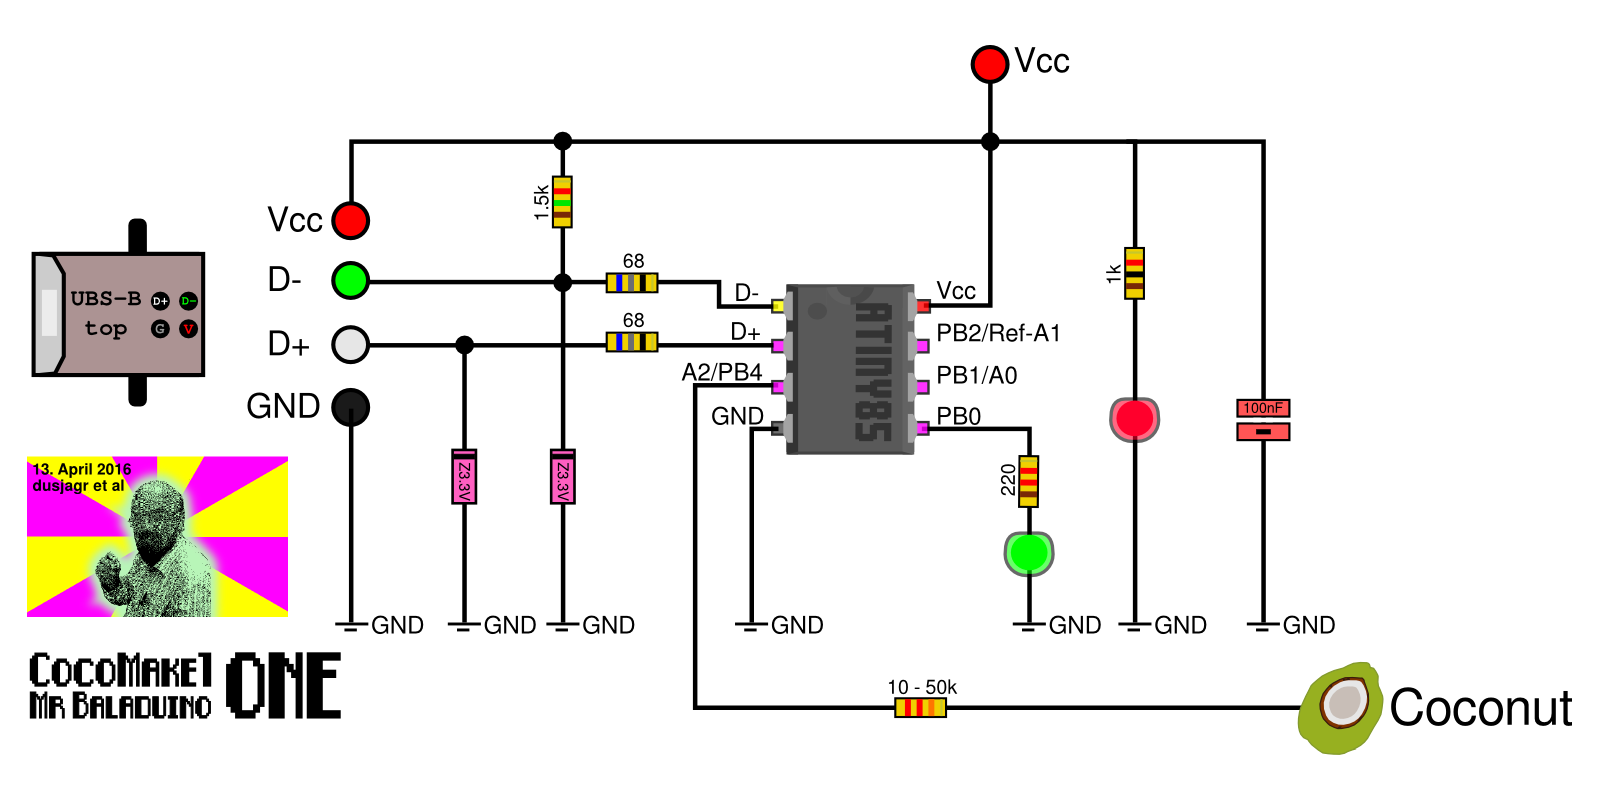 Vcc
Vcc
D-
D+
GND
1.5k
68
68
UBS-B
top
D+
D-
G
V
D-
D+
A2/PB4
GND
Vcc
PB2/Ref-A1
PB1/A0
PB0
ATINY85
1k
220
100nF
Z3.3V
Z3.3V
13. April 2016
dusjagr et al
GND
GND
GND
GND
GND
GND
GND
CocoMake7
Mr Baladuino
ONE
10 - 50k
Coconut